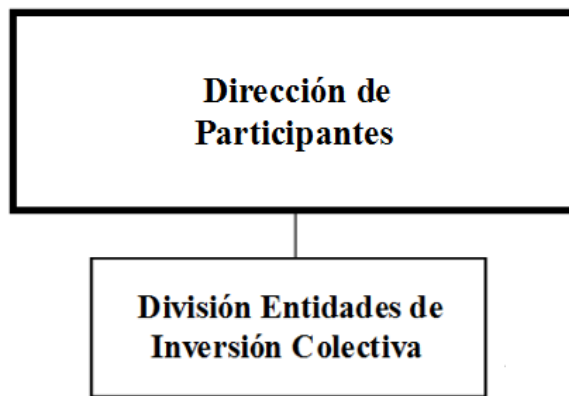 Dirección de
Participantes
División Entidades de
Inversión Colectiva